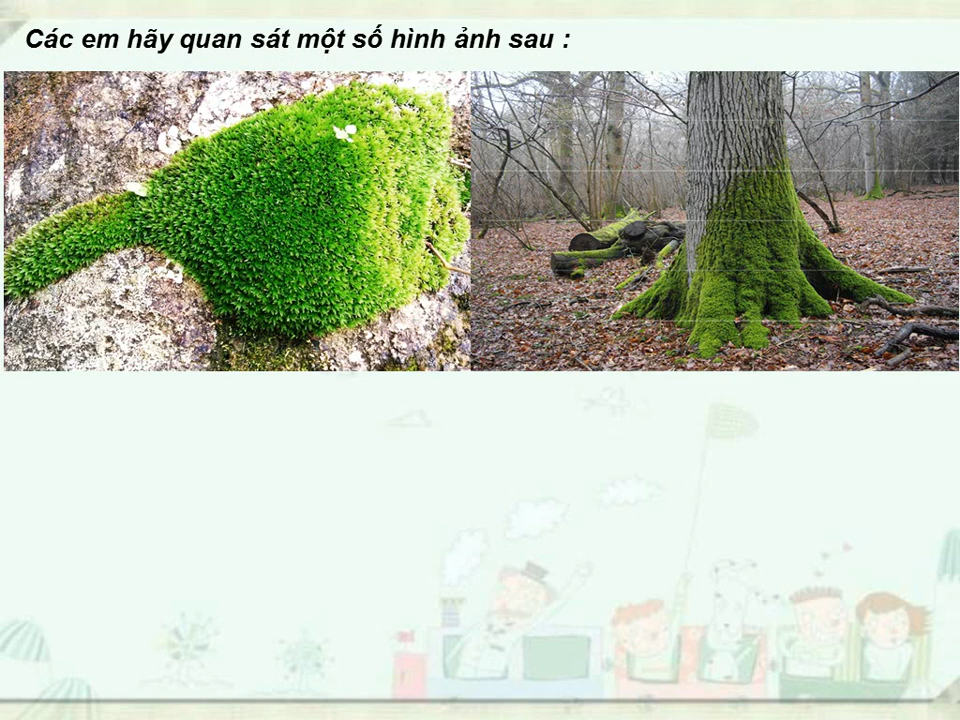 Các em hãy quan sát một số hình ảnh sau :